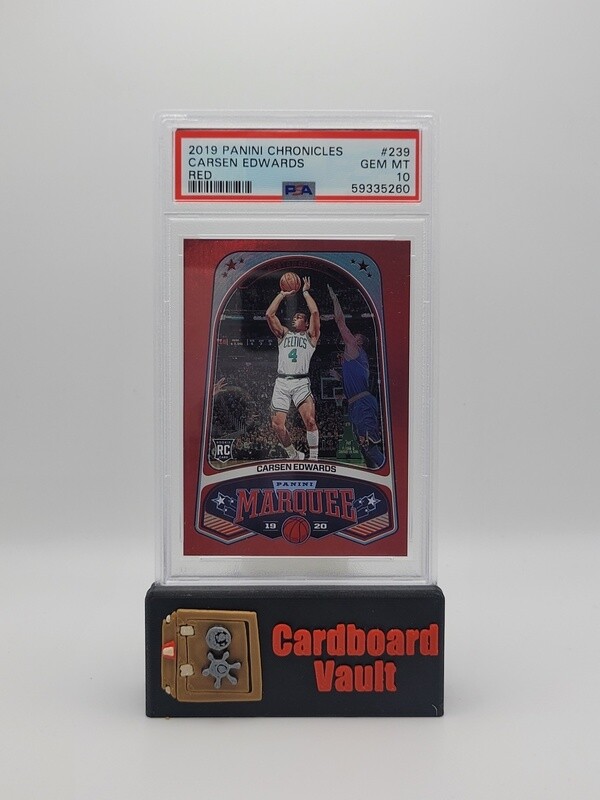 2019 PANINI CHRONICLES #239
CARSEN EDWARDS GEM MT
RED 10
PSA 59335260
CELTICS
4
RC
CARSEN EDWARDS
PANINI
MARQUEE
19 20
Cardboard
Vault